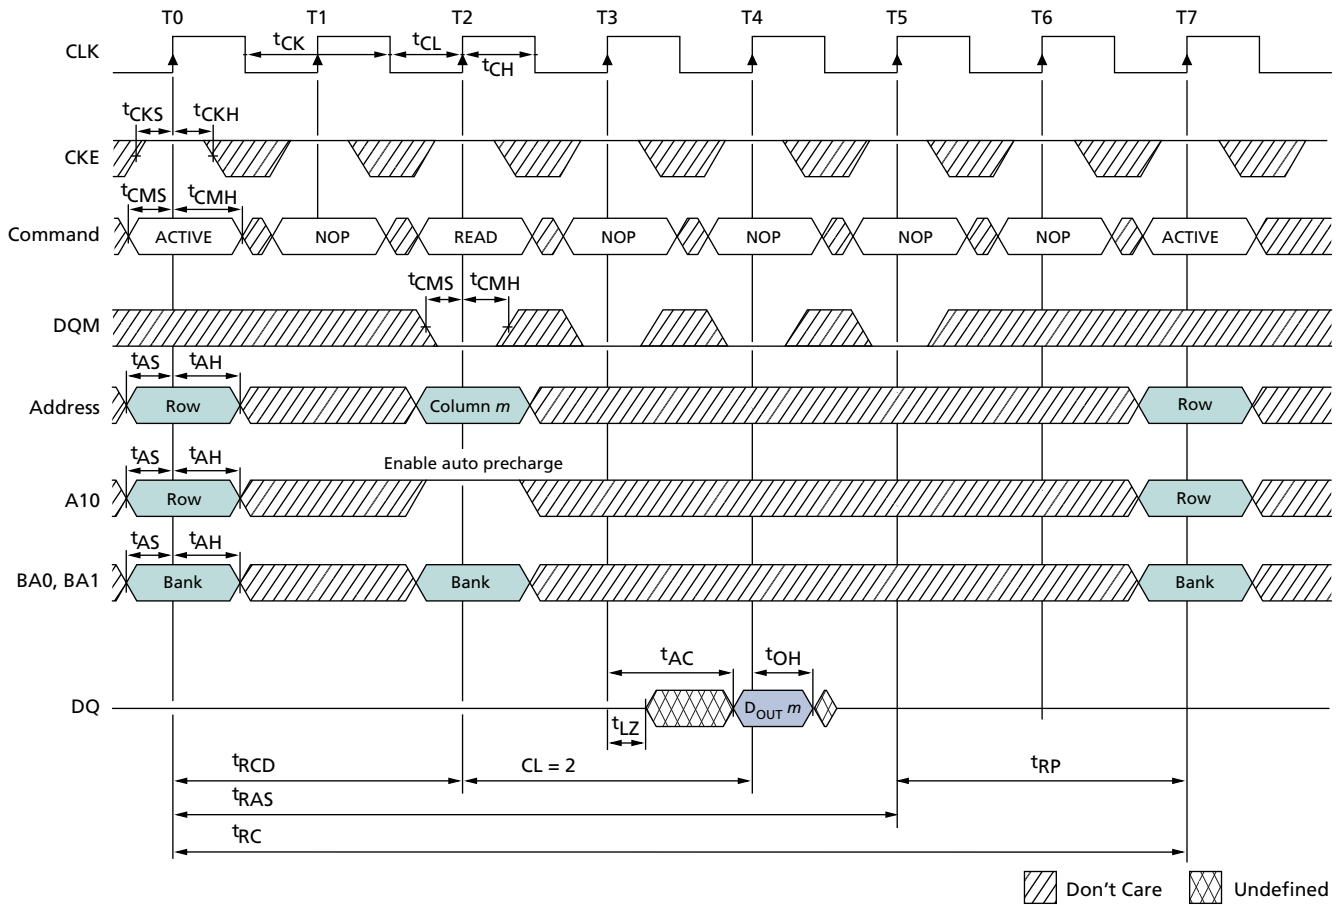 T0 T1 T2 T3 T4 T5 T6 T7
CLK tCK tCL tCH
tCKS tCKH
CKE
tCMS tCMH
Command ACTIVE NOP READ NOP NOP NOP NOP ACTIVE
tCMS tCMH
DQM
tAS tAH
Address Row Column m Row
tAS tAH Enable auto precharge
A10 Row Row
tAS tAH
BA0, BA1 Bank Bank Bank
tAC tOH
DQ DOUT m
tLZ
tRCD CL = 2 tRP
tRAS
tRC
Don't Care Undefined